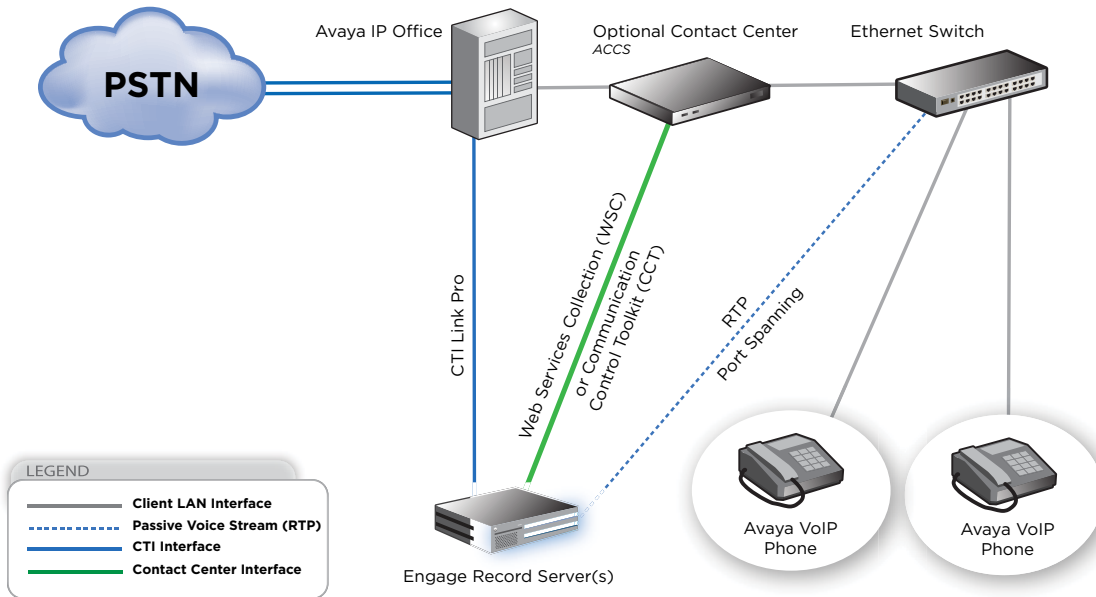 Avaya IP Office
Optional Contact Center
ACCS
Ethernet Switch
PSTN
CTI Link Pro
Web Services Collection (WSC)
or Communication
Control Toolkit (CCT)
RTP
Port Spanning
Avaya VoIP
Phone
Avaya VoIP
Phone
Engage Record Server(s)
LEGEND
Client LAN Interface
Passive Voice Stream (RTP)
CTI Interface
Contact Center Interface